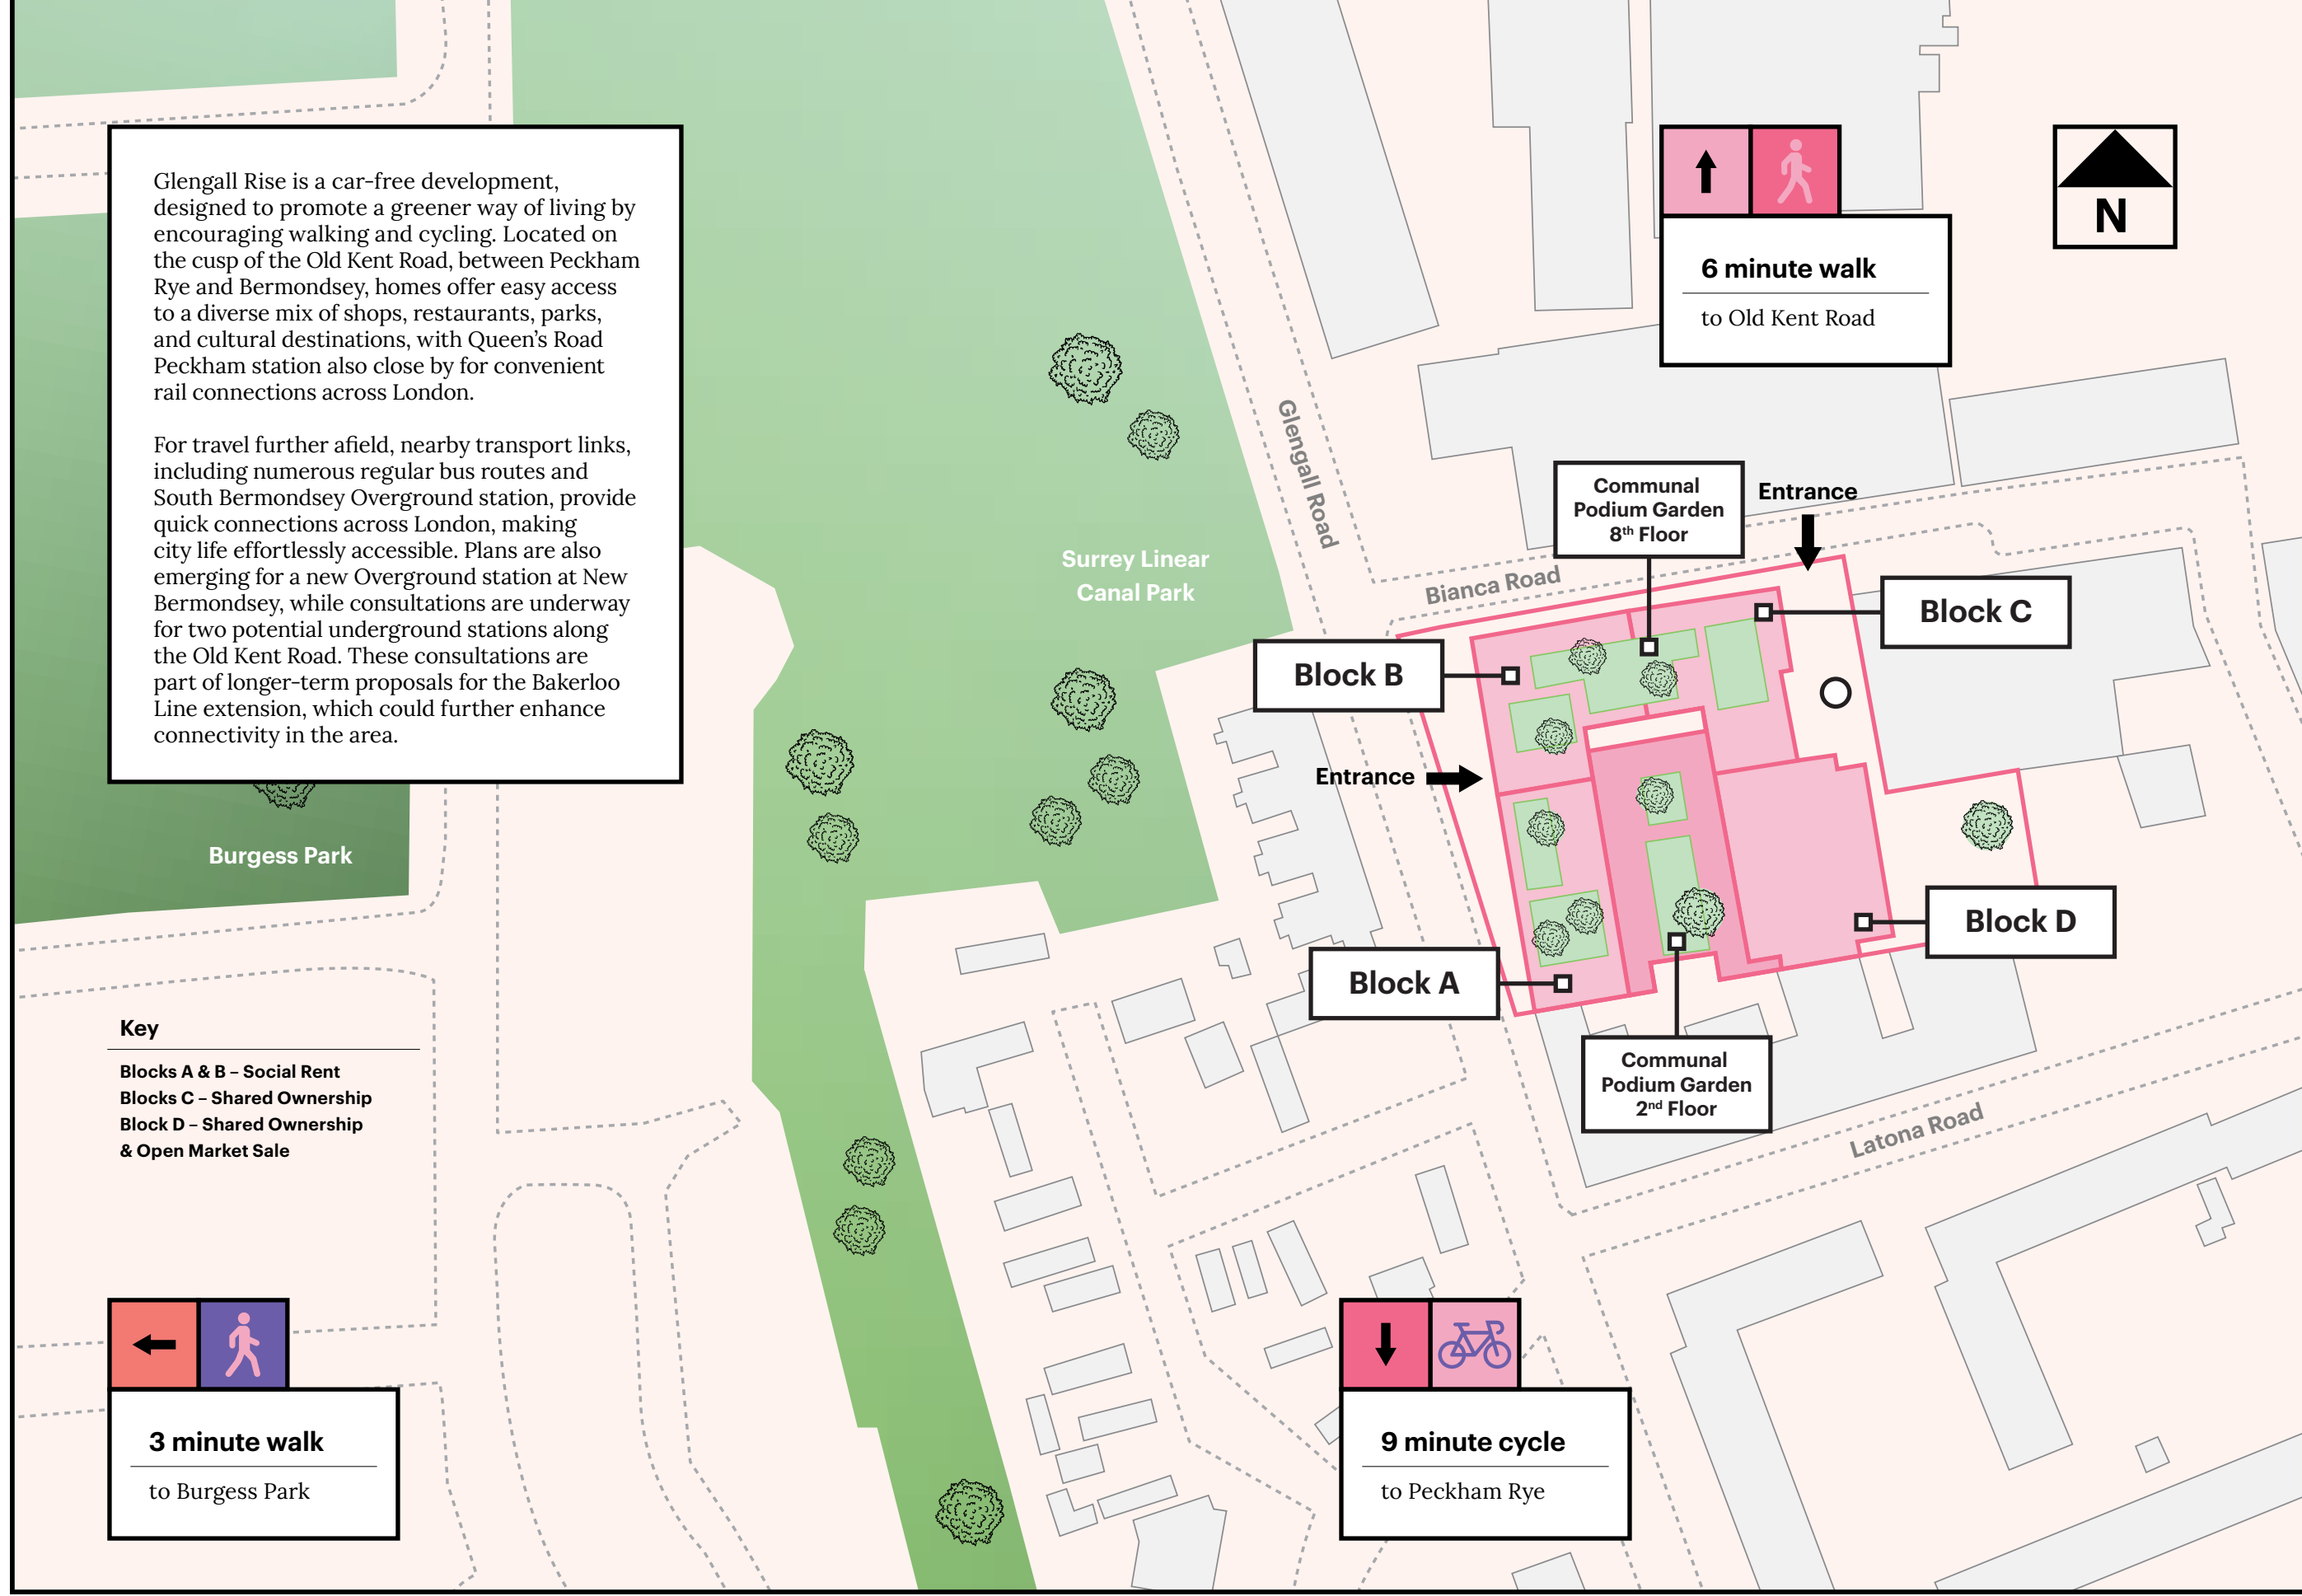 Glengall Rise is a car-free development,
designed to promote a greener way of living by
encouraging walking and cycling. Located on
the cusp of the Old Kent Road, between Peckham
Rye and Bermondsey, homes offer easy access
to a diverse mix of shops, restaurants, parks,
and cultural destinations, with Queen’s Road
Peckham station also close by for convenient
rail connections across London.
For travel further afield, nearby transport links,
including numerous regular bus routes and
South Bermondsey Overground station, provide
quick connections across London, making
city life effortlessly accessible. Plans are also
emerging for a new Overground station at New
Bermondsey, while consultations are underway
for two potential underground stations along
the Old Kent Road. These consultations are
part of longer-term proposals for the Bakerloo
Line extension, which could further enhance
connectivity in the area.
6 minute walk
to Old Kent Road
N
Glengall Road
Communal
Podium Garden
8th Floor
Entrance
Surrey Linear
Canal Park
Bianca Road
Block C
Block B
Entrance
Burgess Park
Block D
Block A
Communal
Podium Garden
2nd Floor
Latona Road
Key
Blocks A & B – Social Rent
Blocks C – Shared Ownership
Block D – Shared Ownership
& Open Market Sale
3 minute walk
to Burgess Park
9 minute cycle
to Peckham Rye